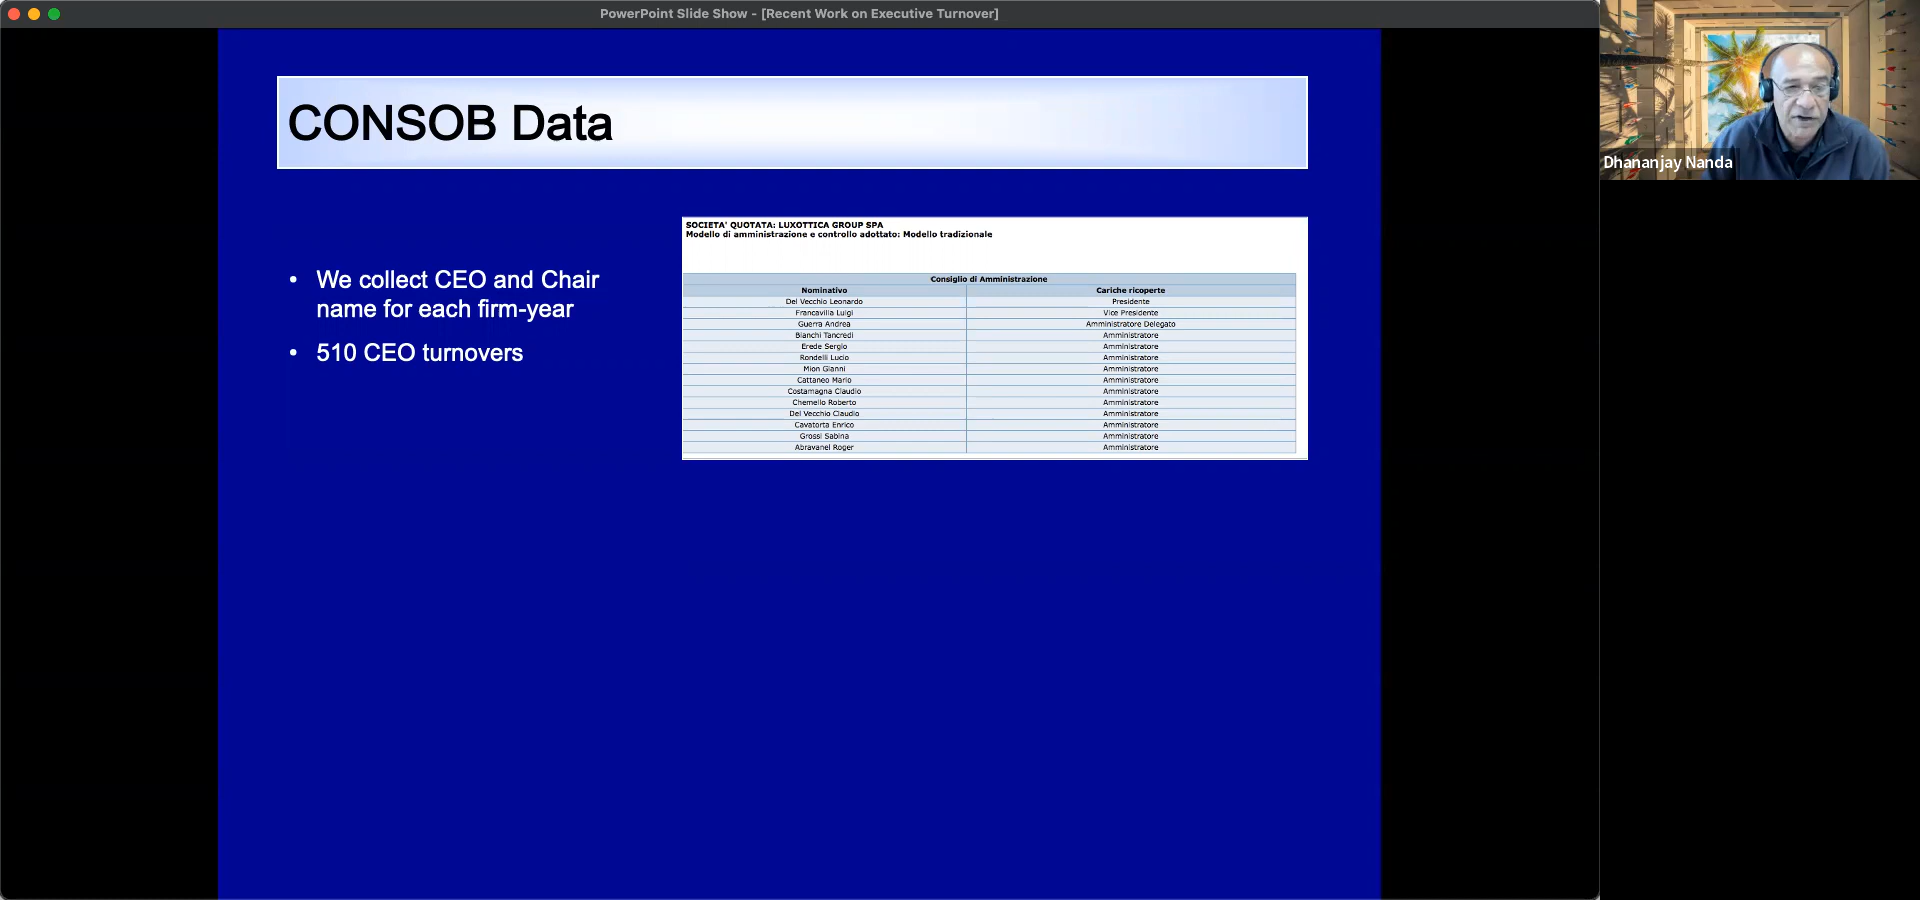 PowerPoint Slide Show - [Recent Work on Executive Turnover]
CONSOB Data
• We collect CEO and Chair
name for each firm-year
• 510 CEO turnovers
SOCIETA' QUOTATA: LUXOTTICA GROUP SPA
Modello di amministrazione e controllo adottato: Modello tradizionale
Consiglio di Amministrazione
Nominativo Cariche ricoperte
Del Vecchio Leonardo Presidente
Francavilla Luigi Vice Presidente
Guerra Andrea Amministratore Delegato
Bianchi Tancredi Amministratore
Erede Sergio Amministratore
Rondelli Lucio Amministratore
Mion Gianni Amministratore
Cattaneo Mario Amministratore
Costamagna Claudio Amministratore
Chemello Roberto Amministratore
Del Vecchio Claudio Amministratore
Cavatorta Enrico Amministratore
Grossi Sabina Amministratore
Abravanel Roger Amministratore
Dhananjay Nanda